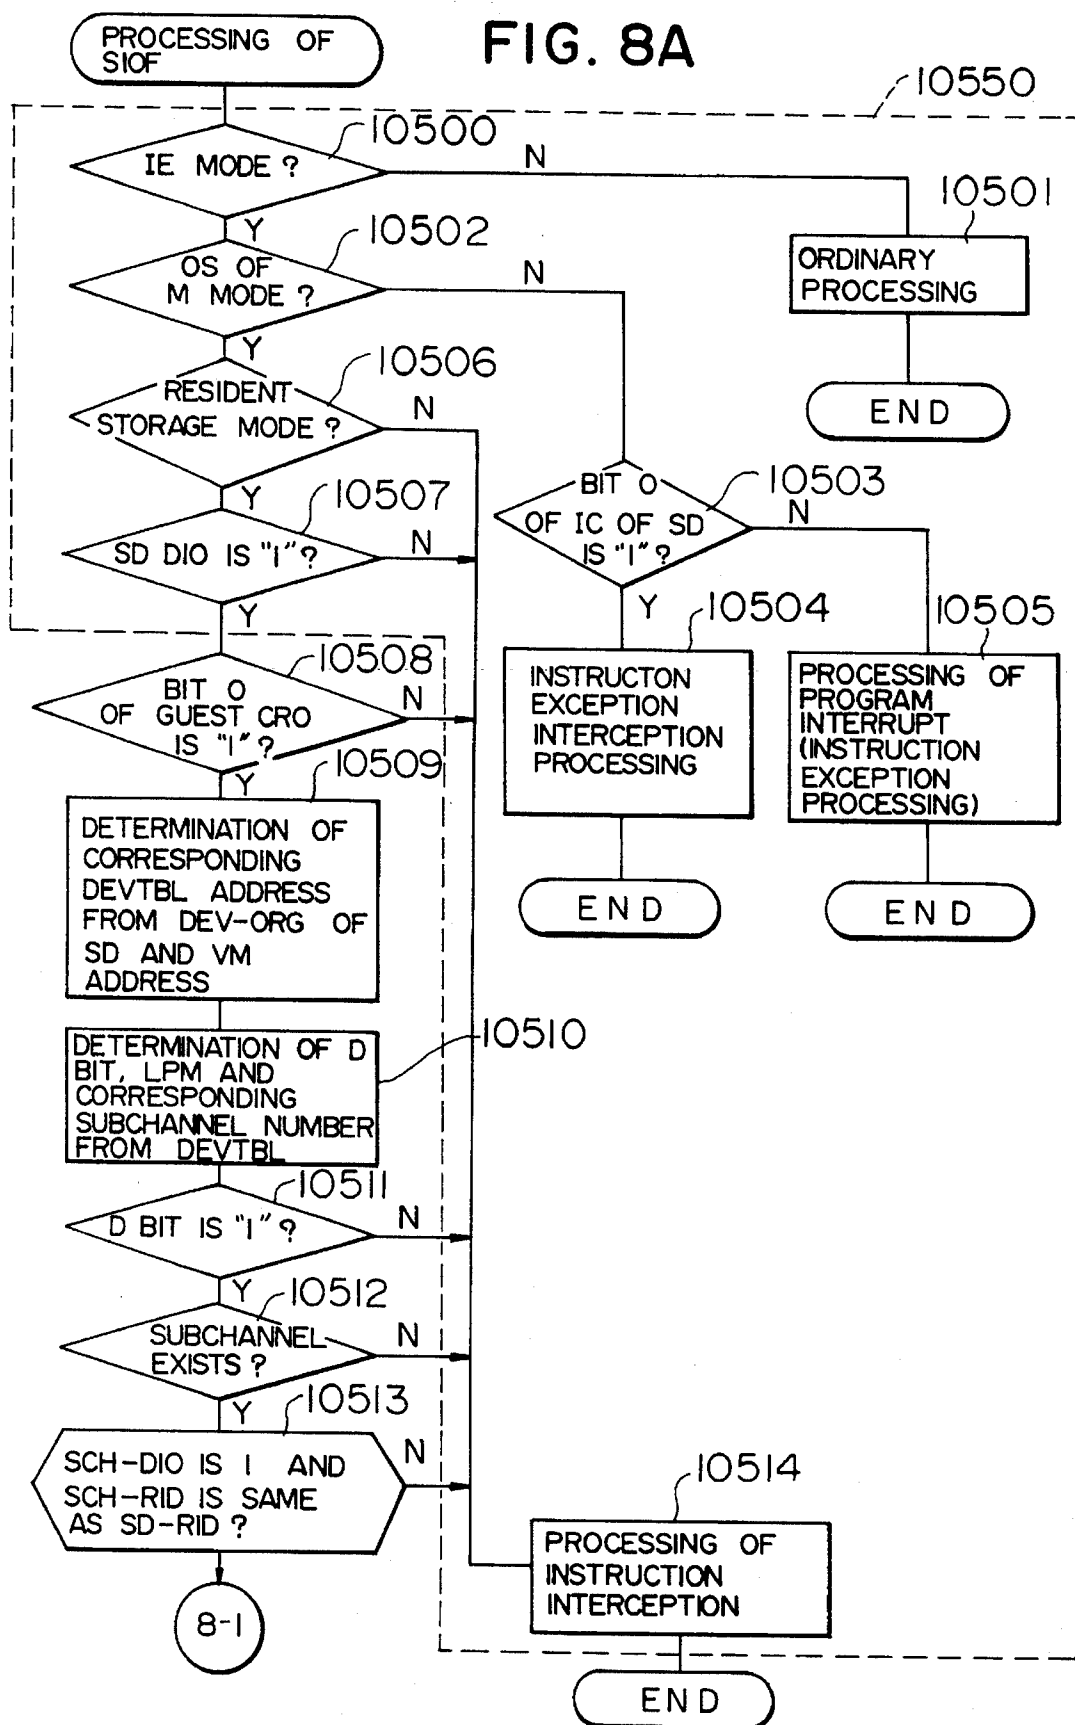 FIG. 8A
PROCESSING OF
SIOF
10550
10500
IE MODE ?
N
Y
10501
ORDINARY
PROCESSING
END
10502
OS OF
M MODE ?
N
Y
10506
RESIDENT
STORAGE MODE ?
N
Y
10503
BIT 0
OF IC OF SD
IS "1" ?
N
Y
10507
SD DIO IS "1" ?
N
Y
10504
INSTRUCTON
EXCEPTION
INTERCEPTION
PROCESSING
END
10505
PROCESSING OF
PROGRAM
INTERRUPT
(INSTRUCTION
EXCEPTION
PROCESSING)
END
10508
BIT 0
OF GUEST CRO
IS "1" ?
N
Y
10509
DETERMINATION OF
CORRESPONDING
DEVTBL ADDRESS
FROM DEV-ORG OF
SD AND VM
ADDRESS
10510
DETERMINATION OF D
BIT, LPM AND
CORRESPONDING
SUBCHANNEL NUMBER
FROM DEVTBL
10511
D BIT IS "1" ?
N
Y
10512
SUBCHANNEL
EXISTS ?
N
Y
10513
SCH-DIO IS 1 AND
SCH-RID IS SAME
AS SD-RID ?
N
8-1
10514
PROCESSING OF
INSTRUCTION
INTERCEPTION
END